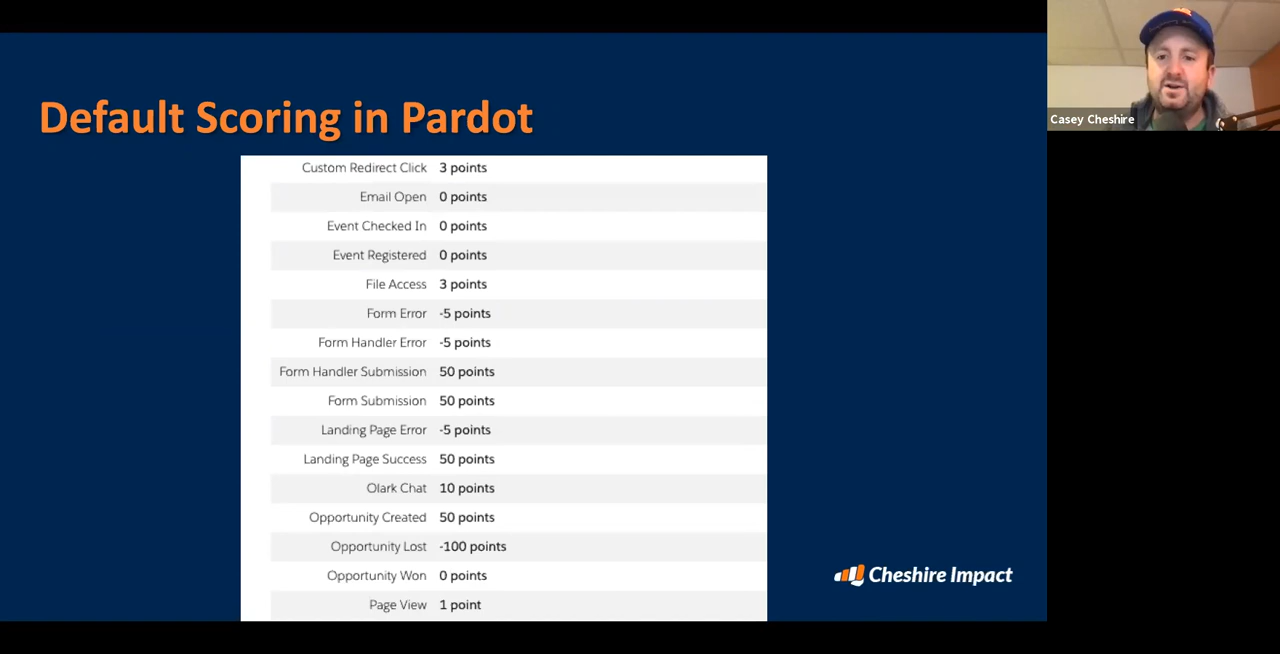 Default Scoring in Pardot
Custom Redirect Click 3 points
Email Open 0 points
Event Checked In 0 points
Event Registered 0 points
File Access 3 points
Form Error -5 points
Form Handler Error -5 points
Form Handler Submission 50 points
Form Submission 50 points
Landing Page Error -5 points
Landing Page Success 50 points
Olark Chat 10 points
Opportunity Created 50 points
Opportunity Lost -100 points
Opportunity Won 0 points
Page View 1 point
Cheshire Impact
Casey Cheshire